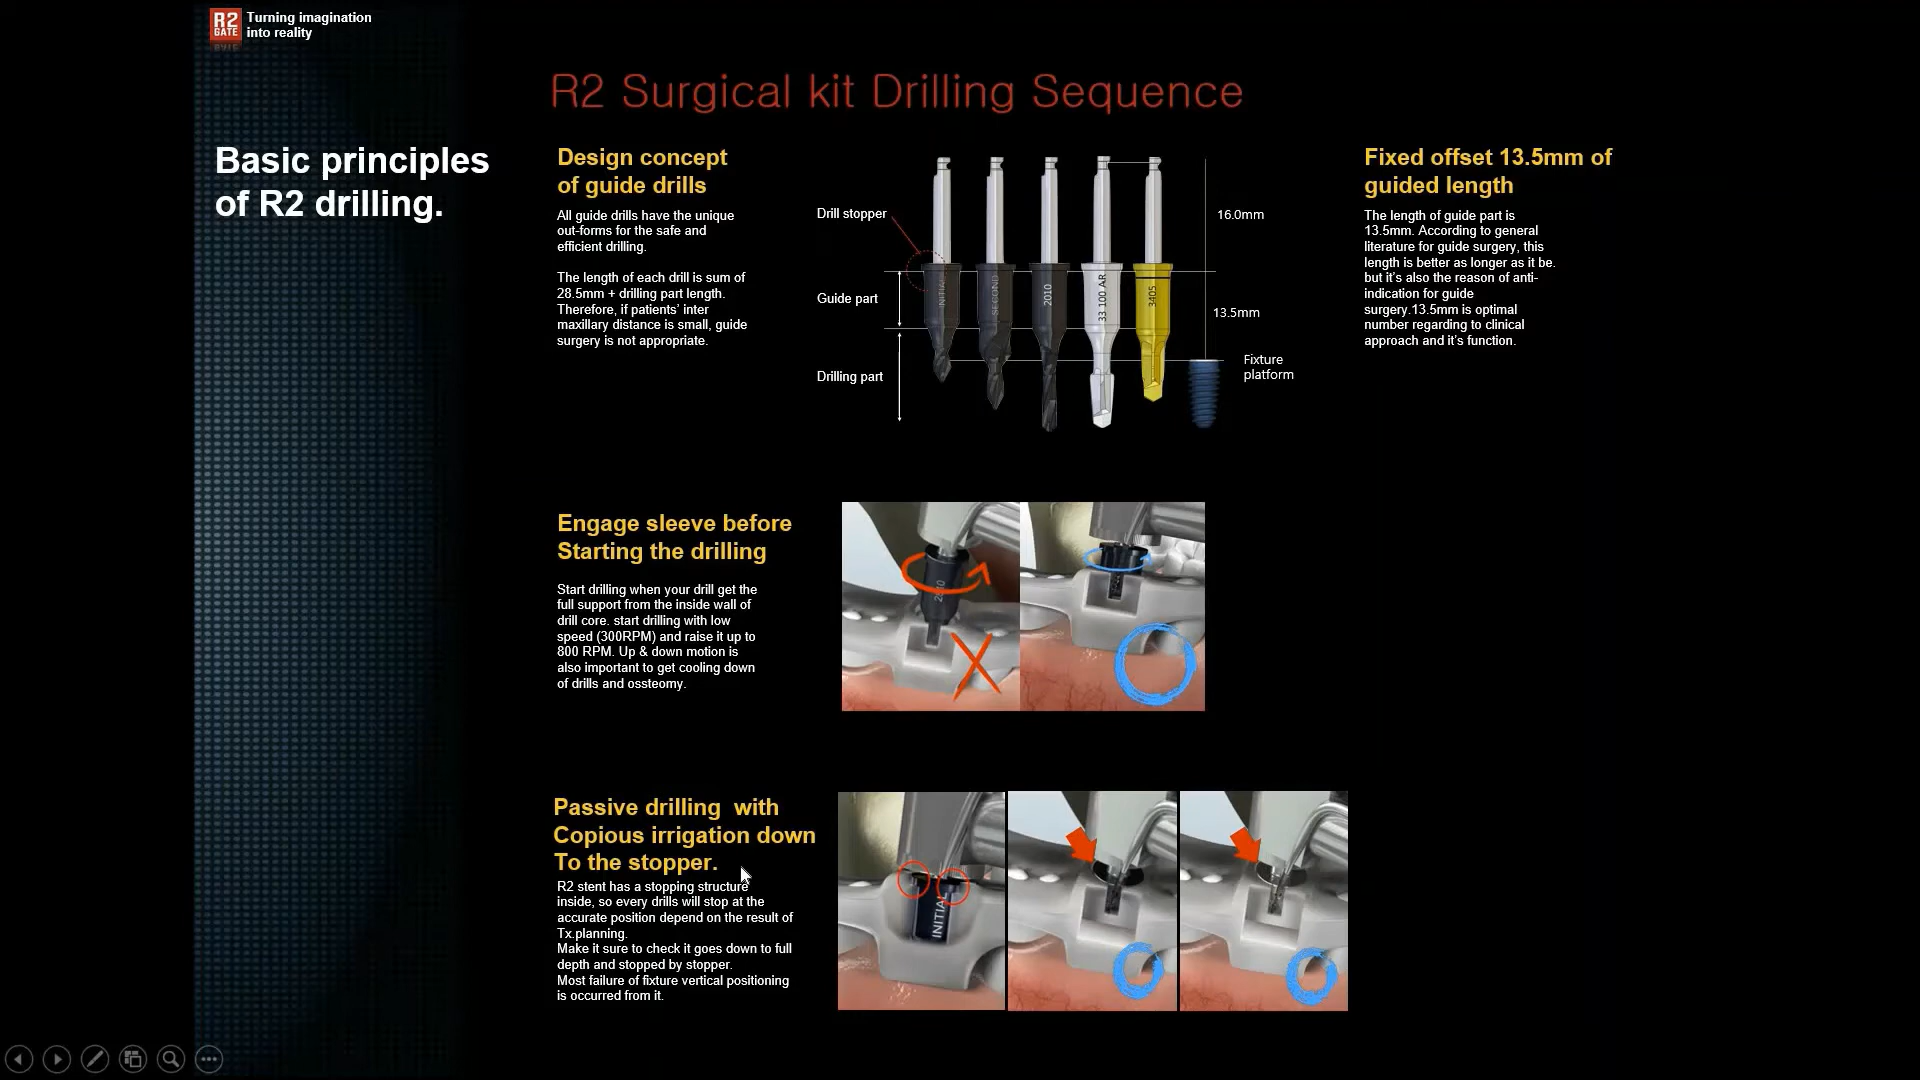 R2 GATE
Turning imagination
into reality
R2 Surgical kit Drilling Sequence
Basic principles
of R2 drilling.
Design concept
of guide drills
All guide drills have the unique
out-forms for the safe and
efficient drilling.
The length of each drill is sum of
28.5mm + drilling part length.
Therefore, if patients' inter
maxillary distance is small, guide
surgery is not appropriate.
Drill stopper
Guide part
Drilling part
INITIAL
SECOND
2010
33 100 AR
3405
16.0mm
13.5mm
Fixture
platform
Fixed offset 13.5mm of
guided length
The length of guide part is
13.5mm. According to general
literature for guide surgery, this
length is better as longer as it be.
but it's also the reason of anti-
indication for guide
surgery.13.5mm is optimal
number regarding to clinical
approach and it's function.
Engage sleeve before
Starting the drilling
Start drilling when your drill get the
full support from the inside wall of
drill core. start drilling with low
speed (300RPM) and raise it up to
800 RPM. Up & down motion is
also important to get cooling down
of drills and ossteomy.
Passive drilling with
Copious irrigation down
To the stopper.
R2 stent has a stopping structure
inside, so every drills will stop at the
accurate position depend on the result of
Tx.planning.
Make it sure to check it goes down to full
depth and stopped by stopper.
Most failure of fixture vertical positioning
is occurred from it.
INITIAL